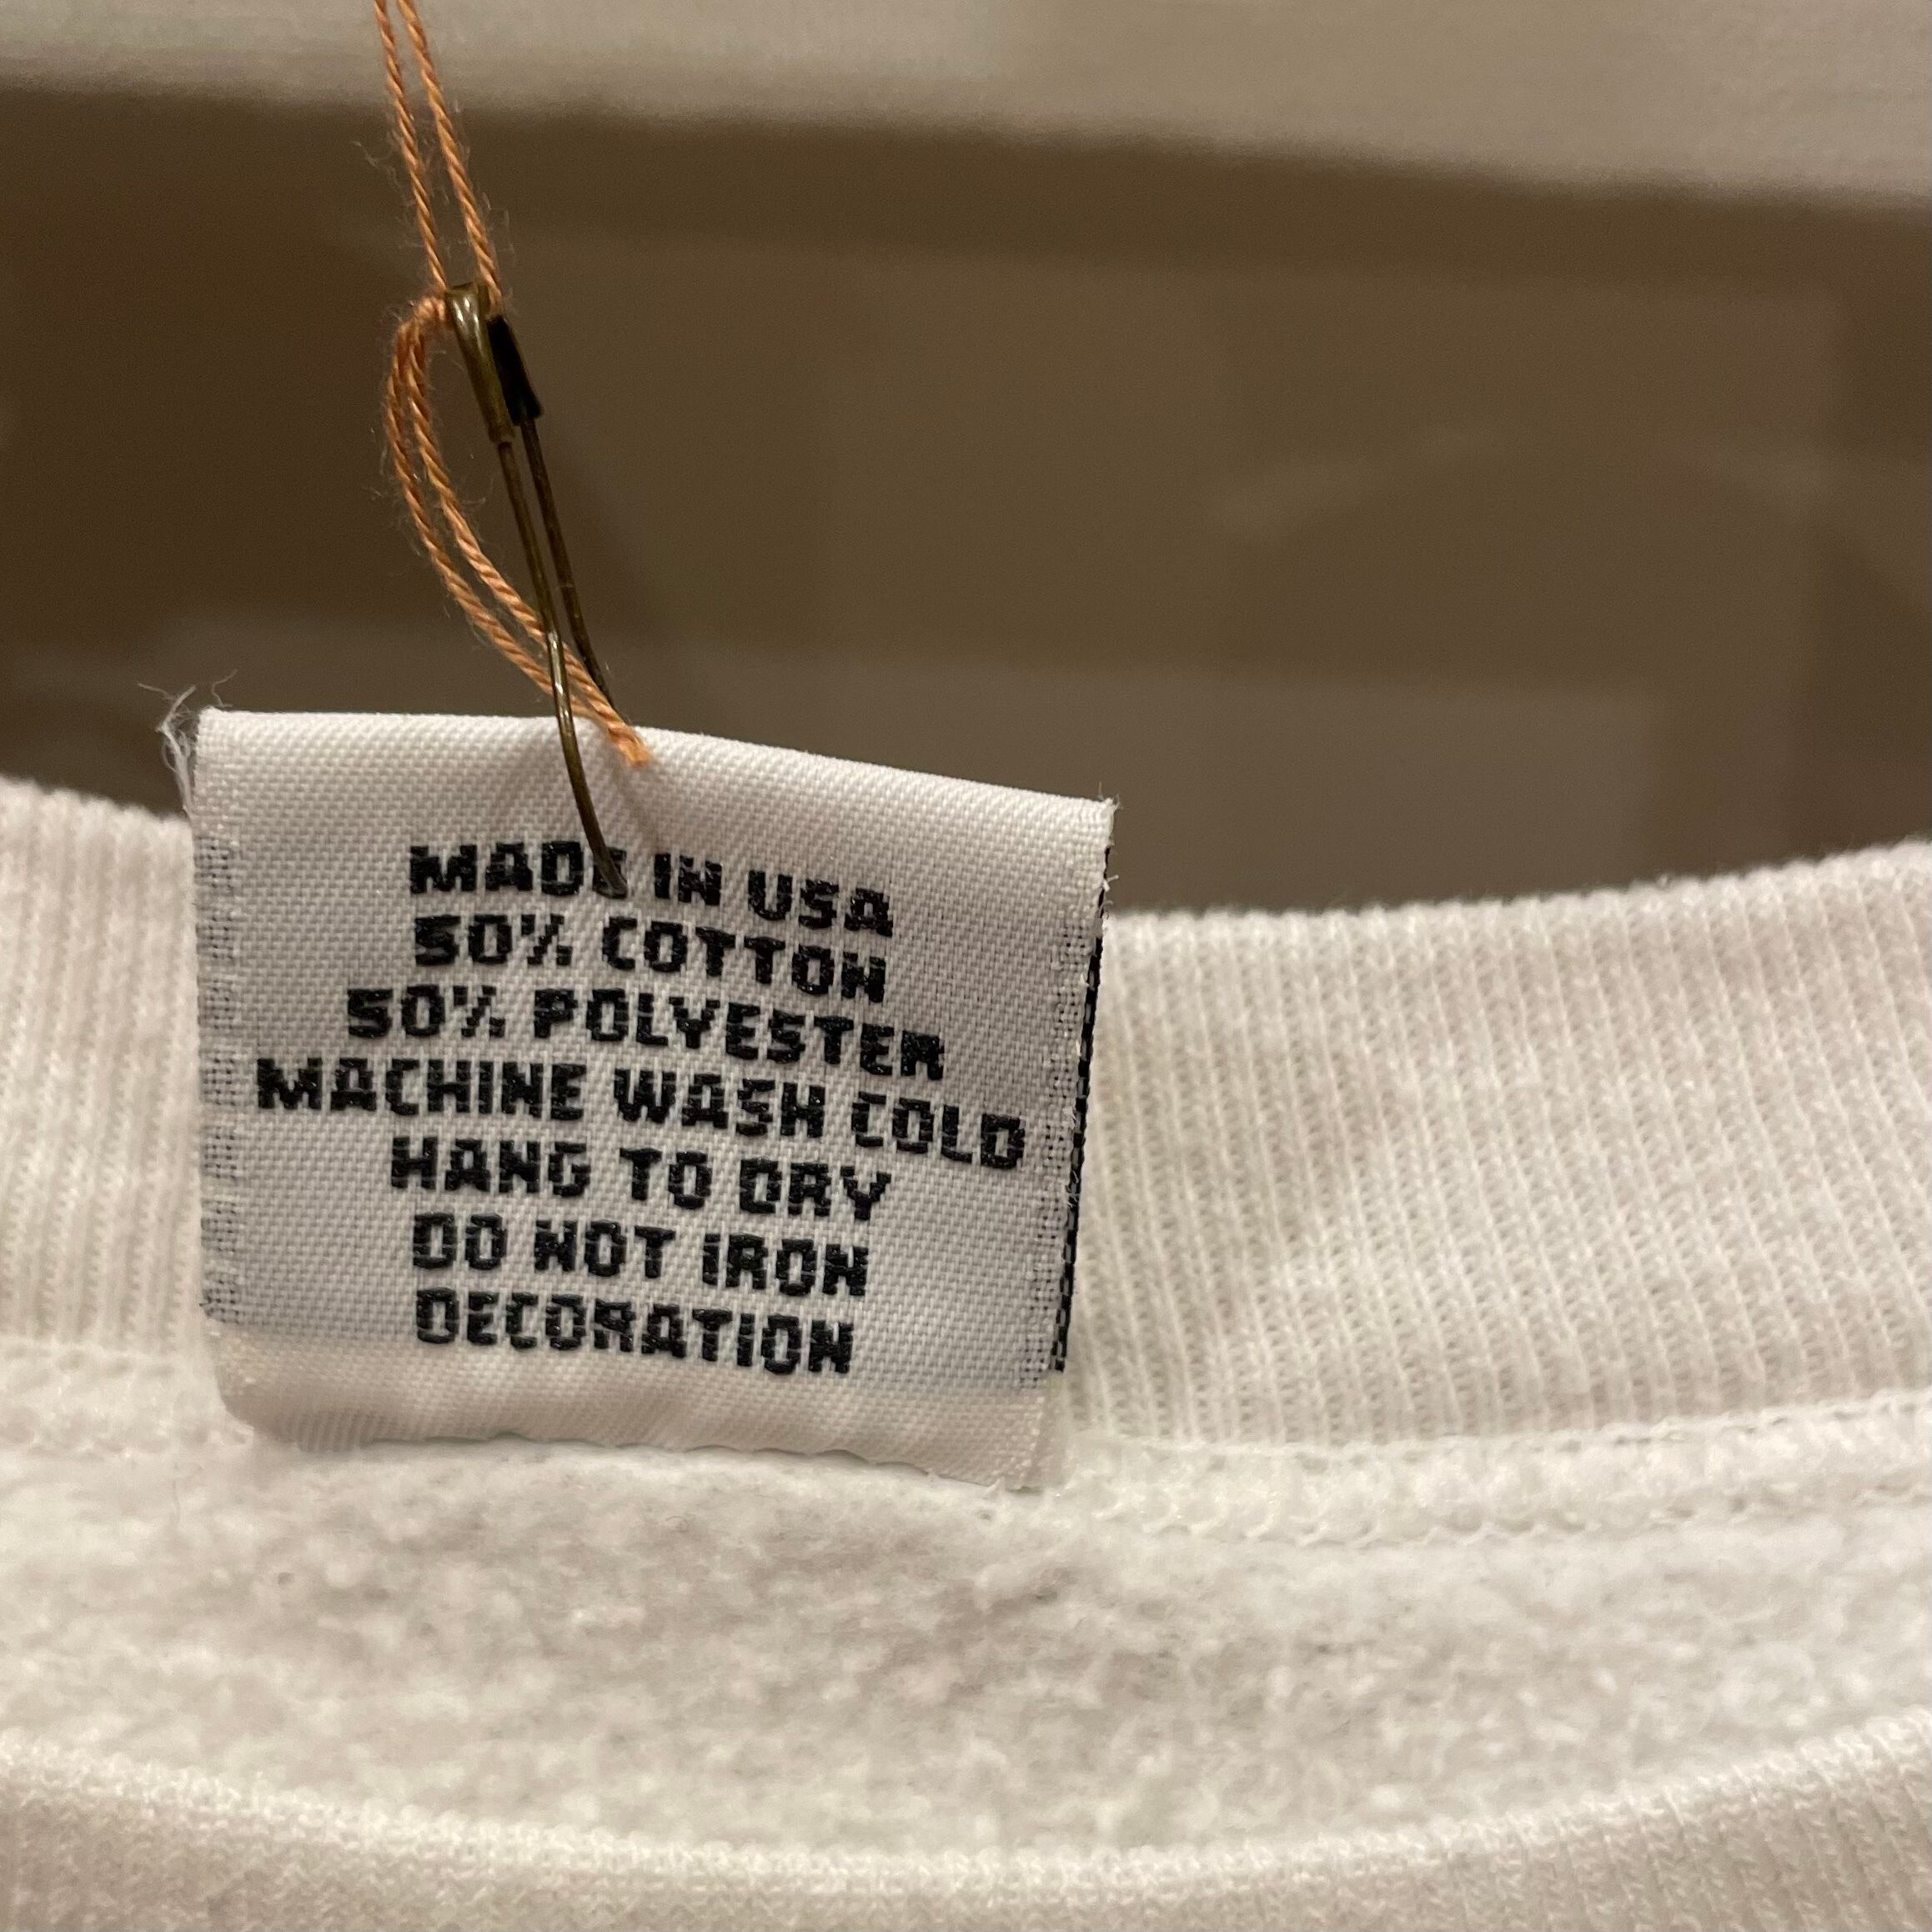 MADE IN USA
50% COTTON
50% POLYESTER
MACHINE WASH COLD
HANG TO DRY
DO NOT IRON
DECORATION